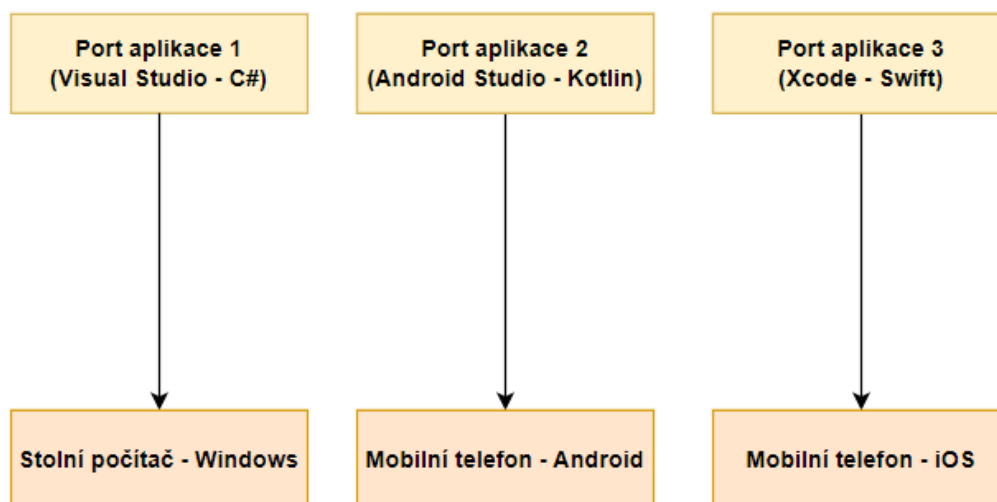 Port aplikace 1
(Visual Studio - C#)
Port aplikace 2
(Android Studio - Kotlin)
Port aplikace 3
(Xcode - Swift)
Stolní počítač - Windows
Mobilní telefon - Android
Mobilní telefon - iOS